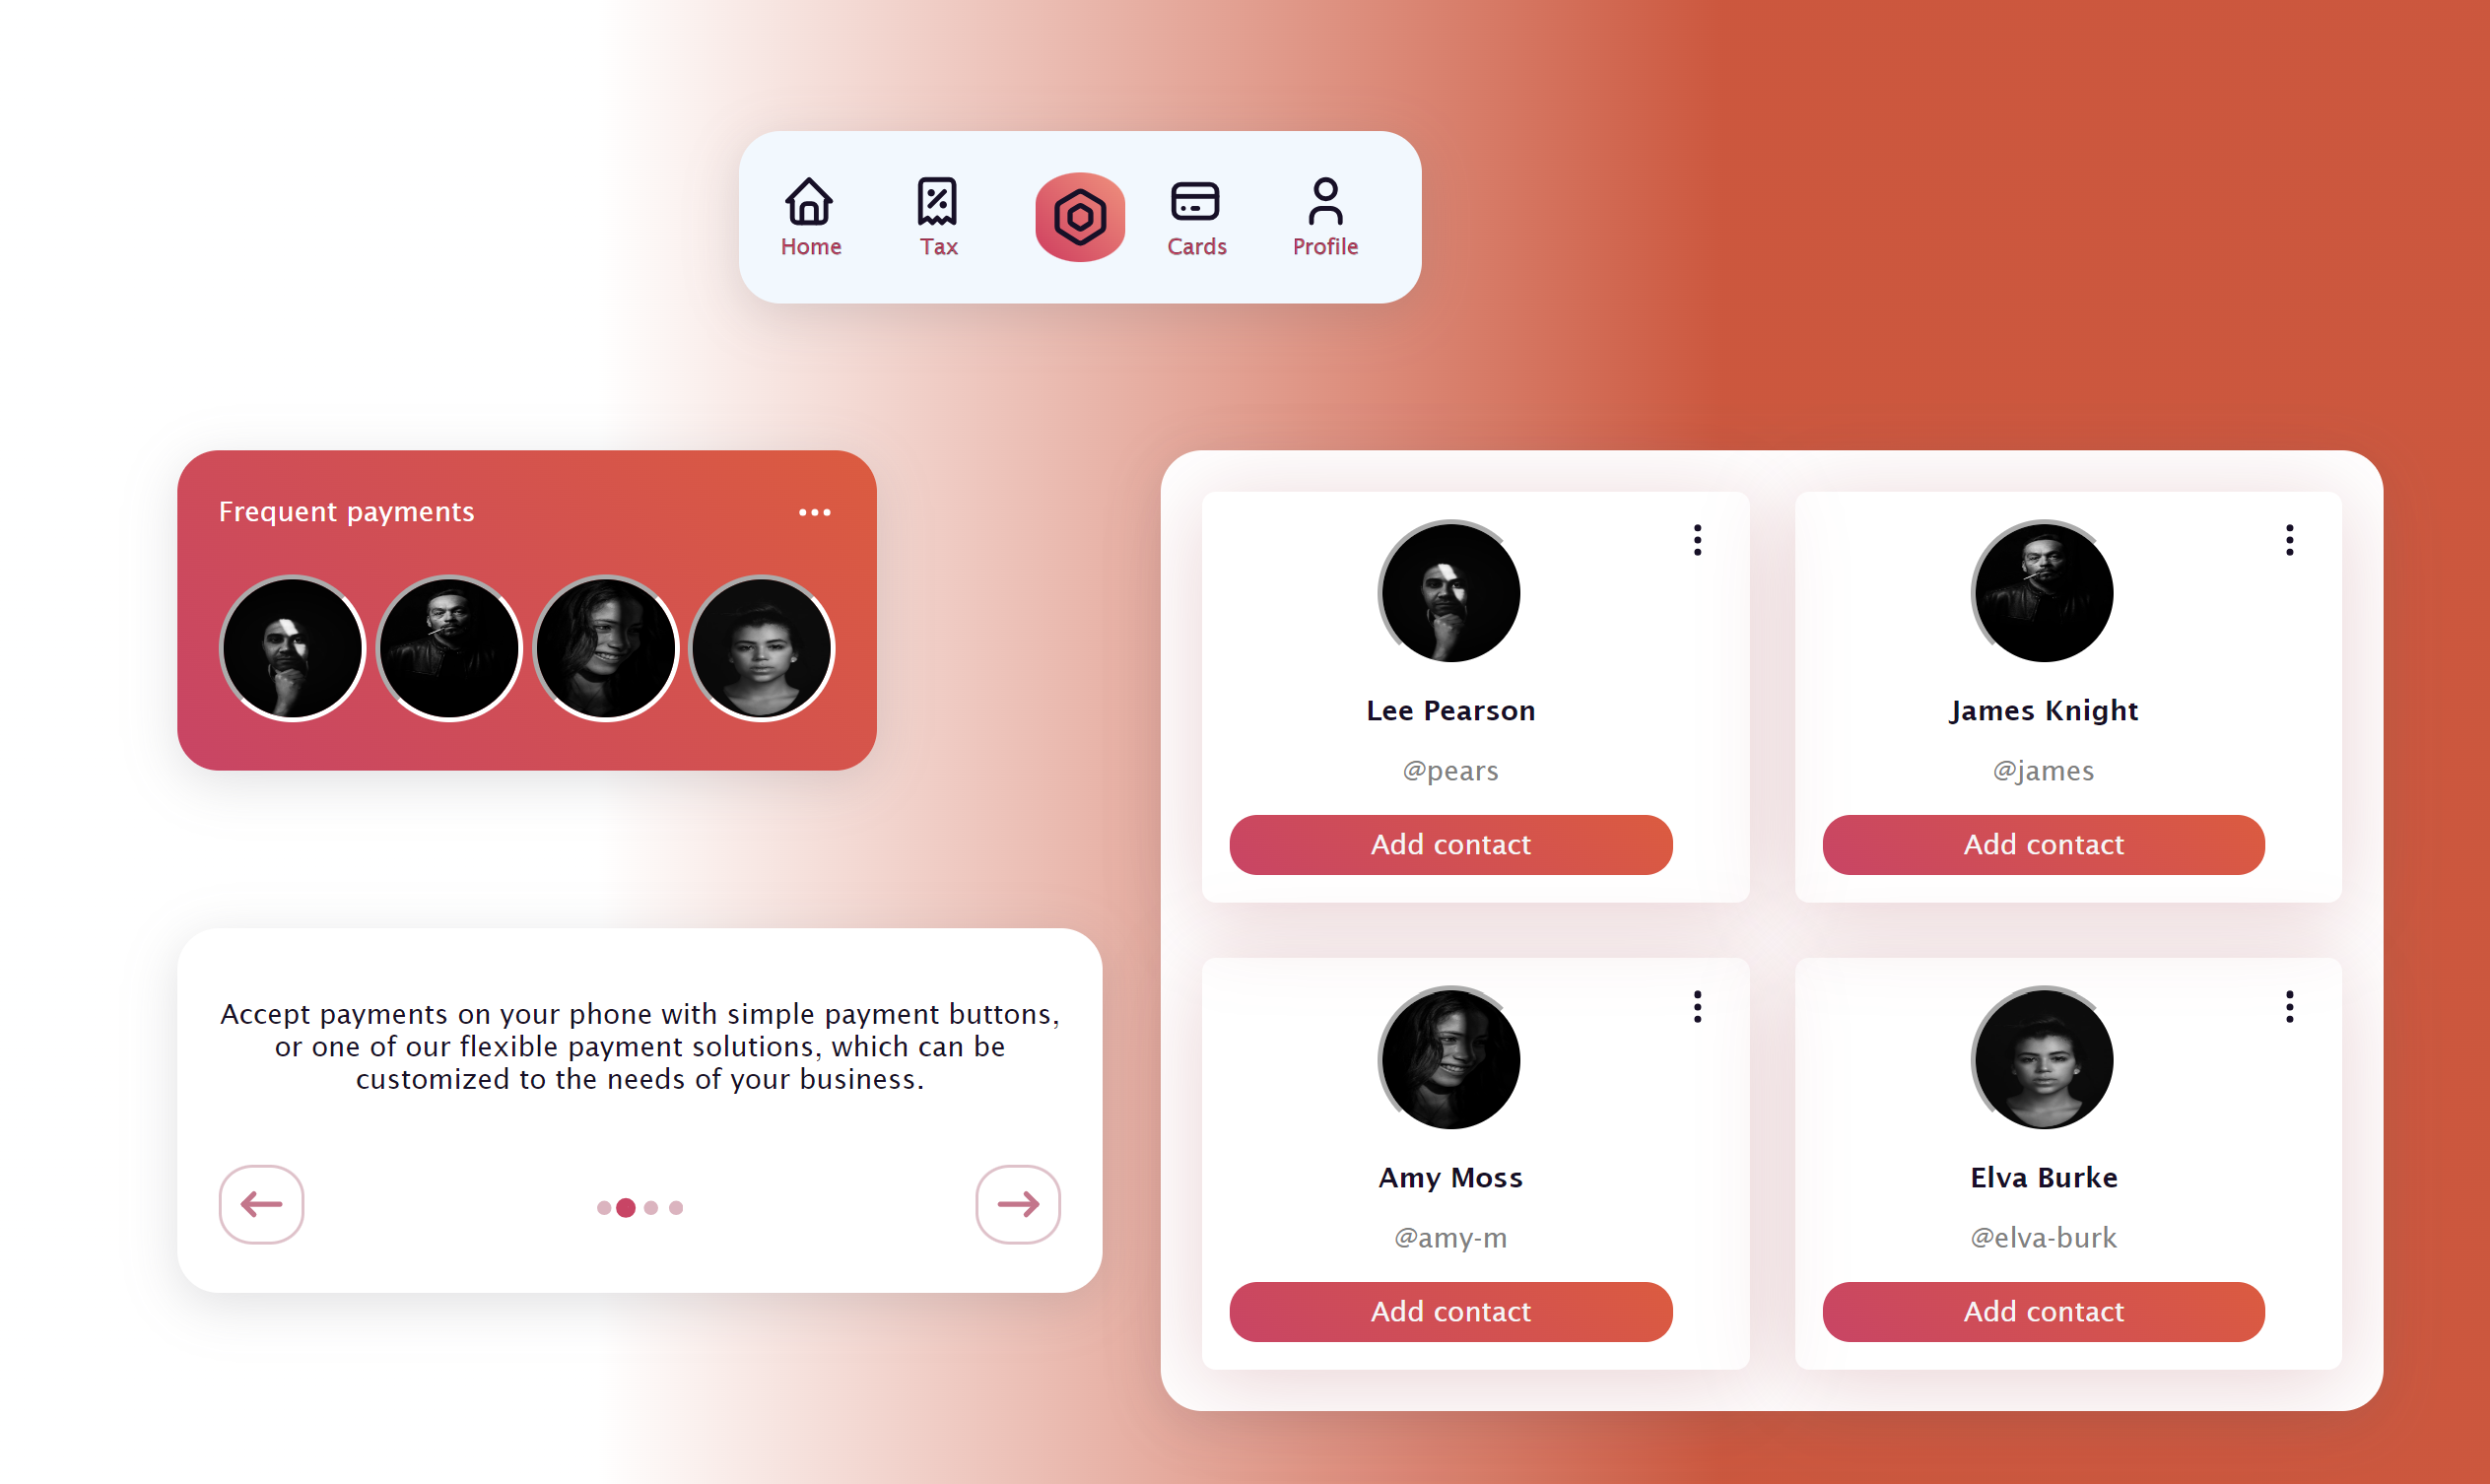 Home
Tax
Cards
Profile
Frequent payments
Accept payments on your phone with simple payment buttons,
or one of our flexible payment solutions, which can be
customized to the needs of your business.
Lee Pearson
@pears
Add contact
James Knight
@james
Add contact
Amy Moss
@amy-m
Add contact
Elva Burke
@elva-burk
Add contact